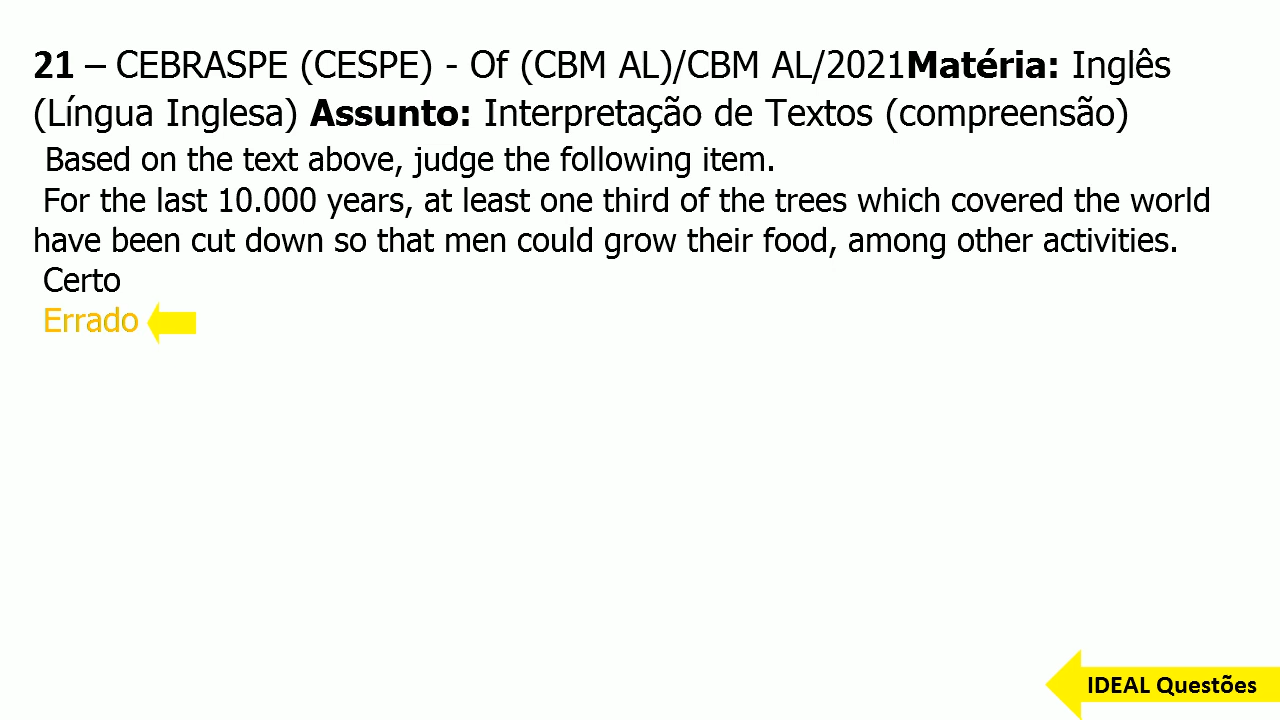 21 – CEBRASPE (CESPE) - Of (CBM AL)/CBM AL/2021Matéria: Inglês
(Língua Inglesa) Assunto: Interpretação de Textos (compreensão)
Based on the text above, judge the following item.
For the last 10.000 years, at least one third of the trees which covered the world
have been cut down so that men could grow their food, among other activities.
Certo
Errado
IDEAL Questões